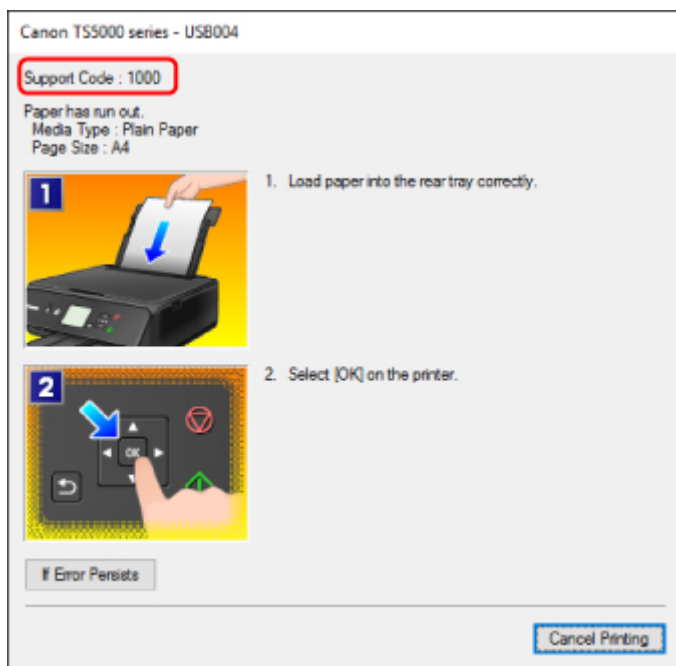 Canon TS5000 series - USB004
Support Code : 1000
Paper has run out.
Media Type : Plain Paper
Page Size : A4
1
1. Load paper into the rear tray correctly.
2
2. Select [OK] on the printer.
OK
If Error Persists
Cancel Printing